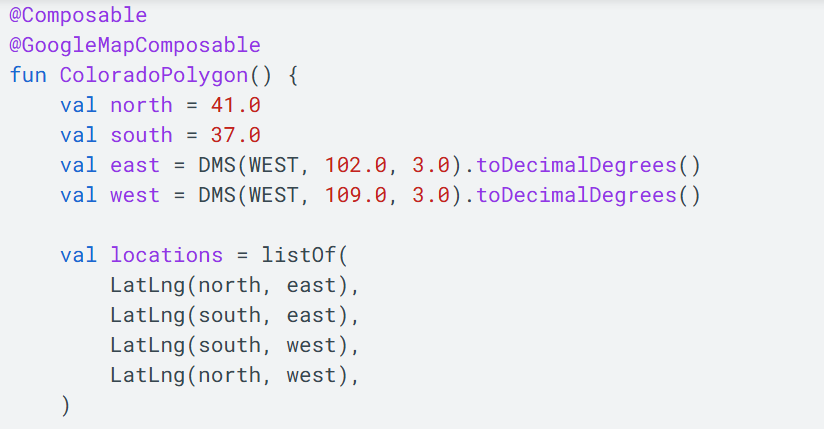 @Composable
@GoogleMapComposable
fun ColoradoPolygon() {
    val north = 41.0
    val south = 37.0
    val east = DMS(WEST, 102.0, 3.0).toDecimalDegrees()
    val west = DMS(WEST, 109.0, 3.0).toDecimalDegrees()

    val locations = listOf(
        LatLng(north, east),
        LatLng(south, east),
        LatLng(south, west),
        LatLng(north, west),
    )